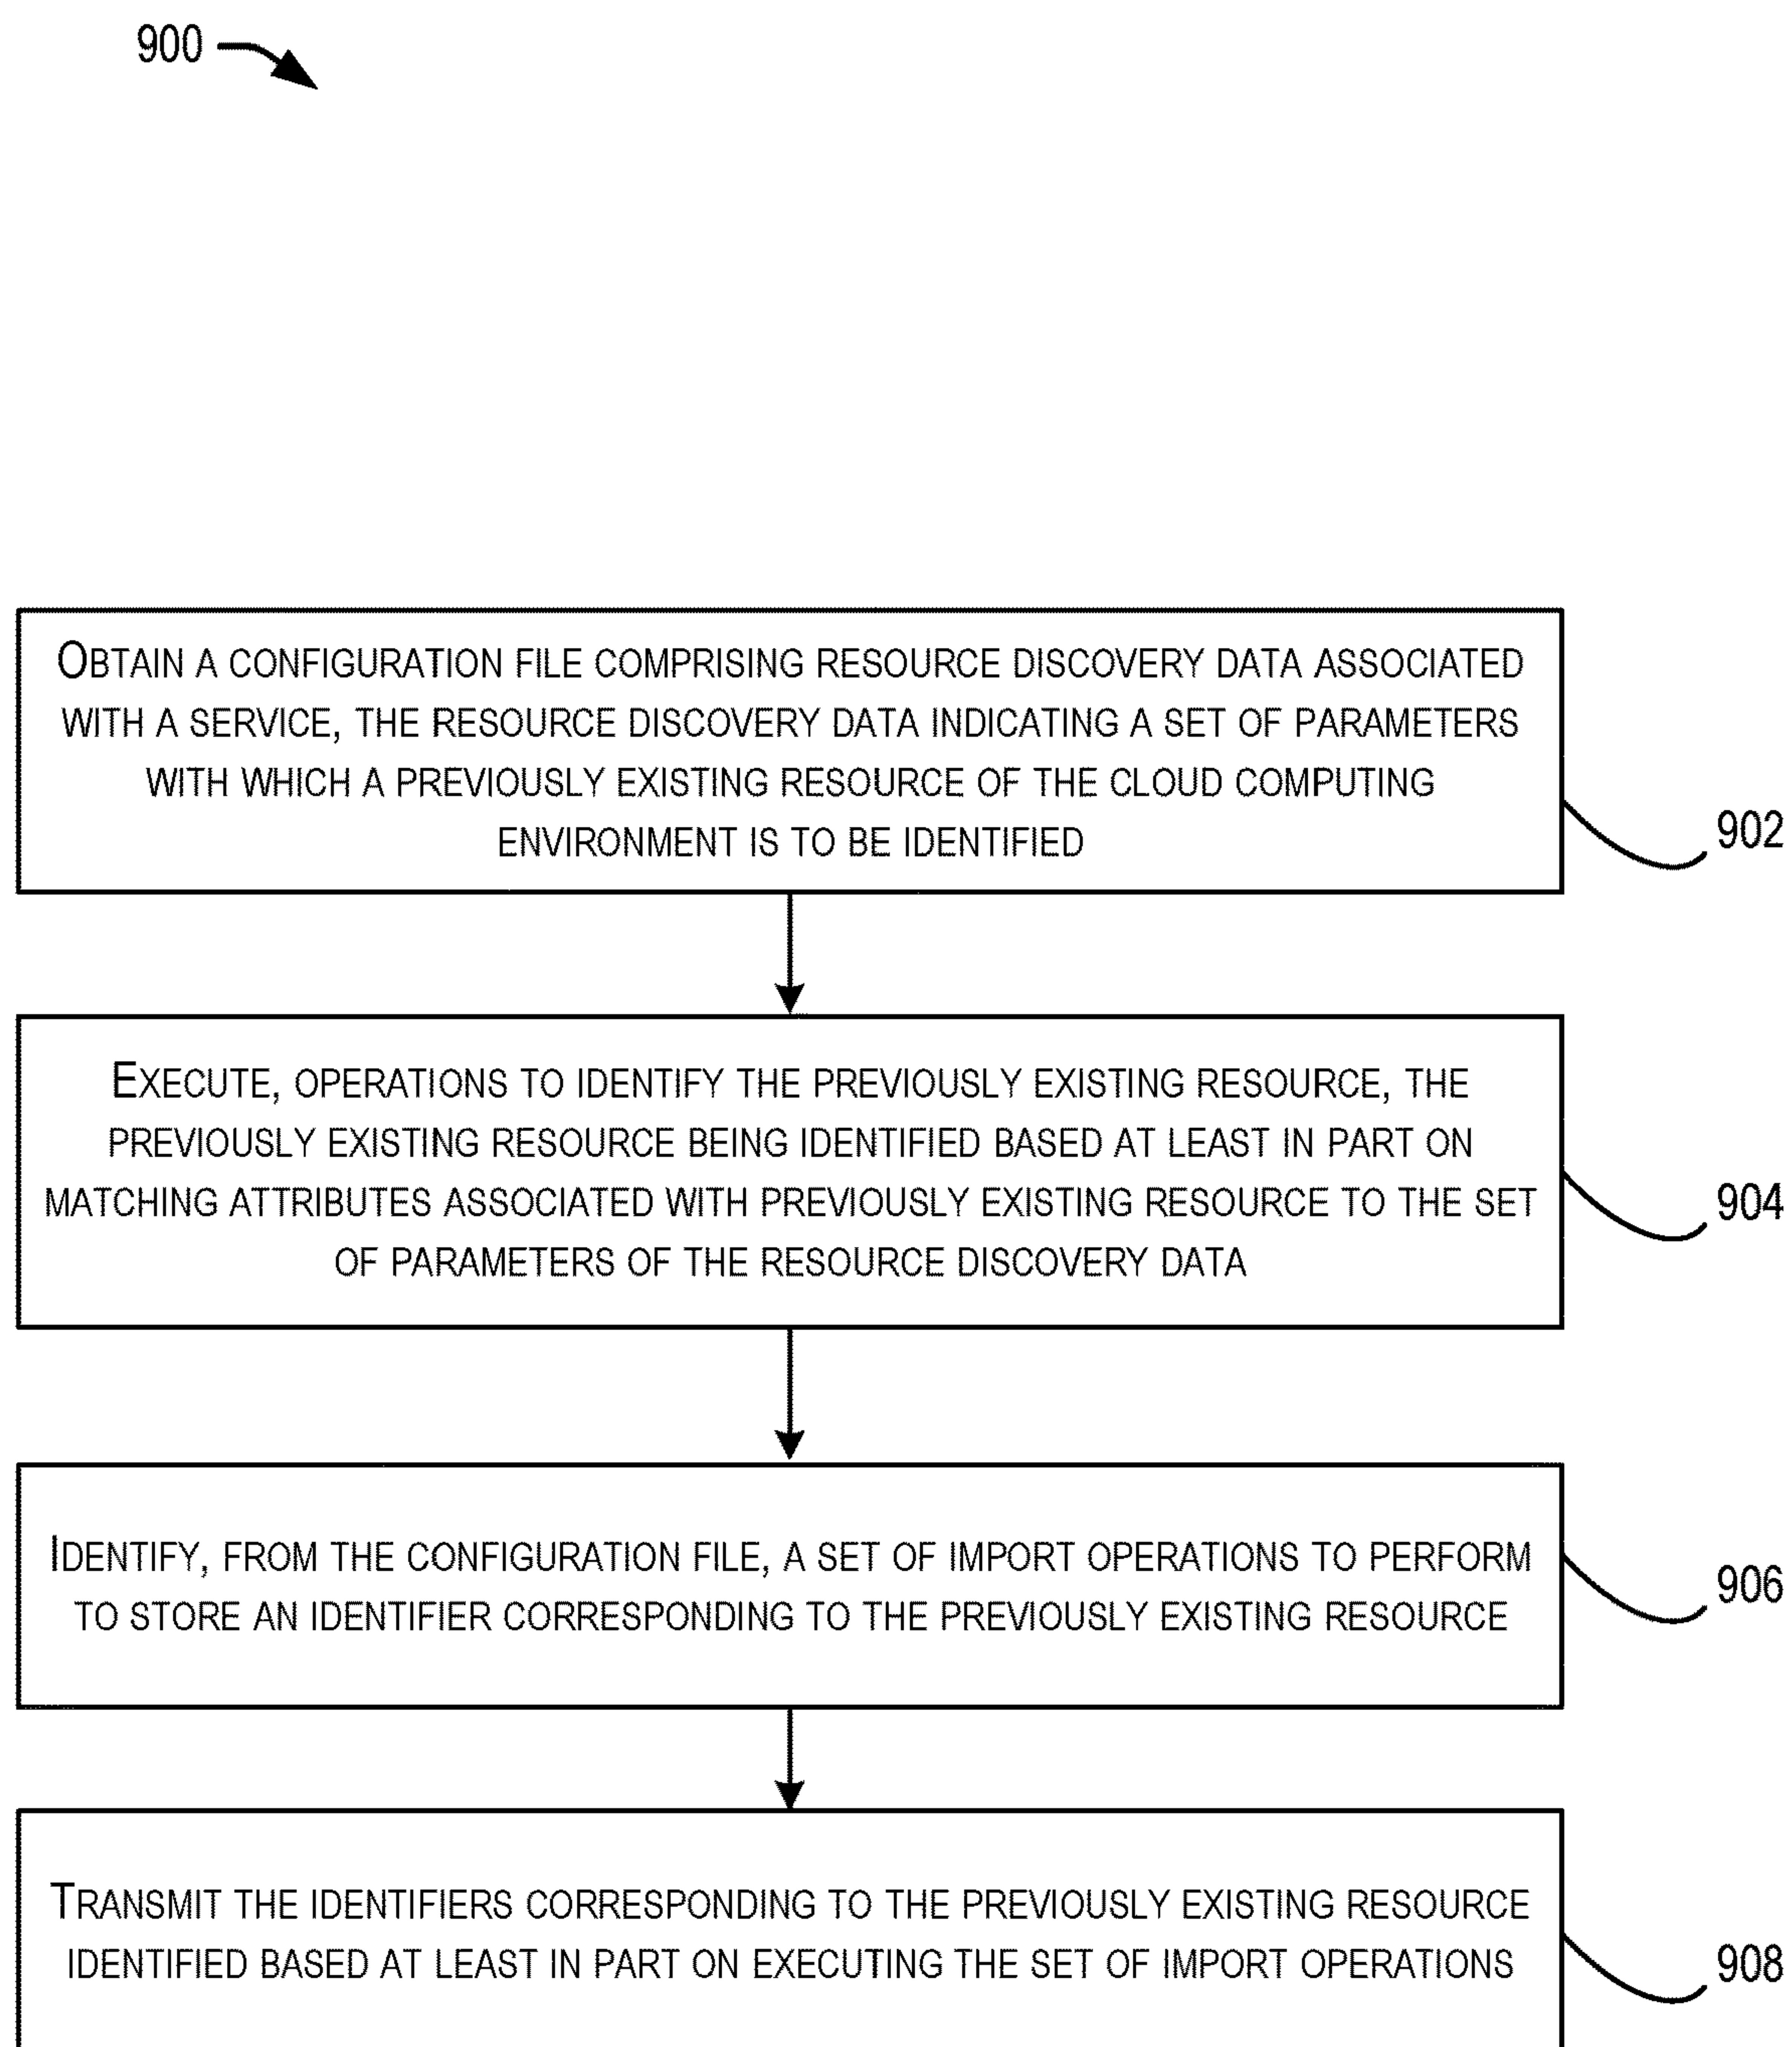 900
OBTAIN A CONFIGURATION FILE COMPRISING RESOURCE DISCOVERY DATA ASSOCIATED
WITH A SERVICE, THE RESOURCE DISCOVERY DATA INDICATING A SET OF PARAMETERS
WITH WHICH A PREVIOUSLY EXISTING RESOURCE OF THE CLOUD COMPUTING
ENVIRONMENT IS TO BE IDENTIFIED
902
EXECUTE, OPERATIONS TO IDENTIFY THE PREVIOUSLY EXISTING RESOURCE, THE
PREVIOUSLY EXISTING RESOURCE BEING IDENTIFIED BASED AT LEAST IN PART ON
MATCHING ATTRIBUTES ASSOCIATED WITH PREVIOUSLY EXISTING RESOURCE TO THE SET
OF PARAMETERS OF THE RESOURCE DISCOVERY DATA
904
IDENTIFY, FROM THE CONFIGURATION FILE, A SET OF IMPORT OPERATIONS TO PERFORM
TO STORE AN IDENTIFIER CORRESPONDING TO THE PREVIOUSLY EXISTING RESOURCE
906
TRANSMIT THE IDENTIFIERS CORRESPONDING TO THE PREVIOUSLY EXISTING RESOURCE
IDENTIFIED BASED AT LEAST IN PART ON EXECUTING THE SET OF IMPORT OPERATIONS
908